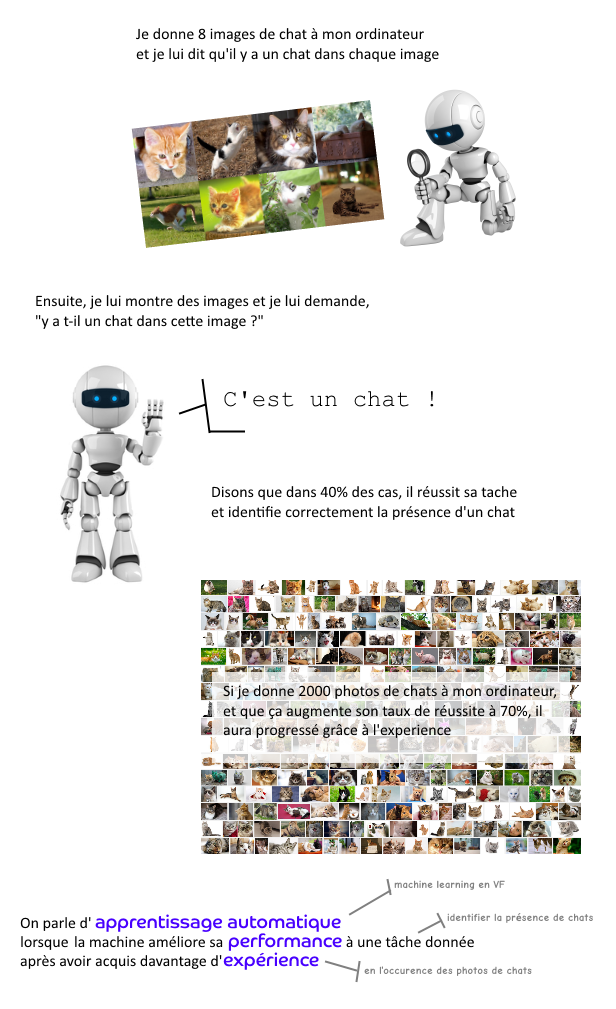 Je donne 8 images de chat à mon ordinateur
et je lui dit qu'il y a un chat dans chaque image
Ensuite, je lui montre des images et je lui demande,
"y a t-il un chat dans cette image ?"
C'est un chat !
Disons que dans 40% des cas, il réussit sa tache
et identifie correctement la présence d'un chat
Si je donne 2000 photos de chats à mon ordinateur,
et que ça augmente son taux de réussite à 70%, il
aura progressé grâce à l'experience
machine learning en VF
On parle d' apprentissage automatique
identifier la présence de chats
lorsque la machine améliore sa performance à une tâche donnée
après avoir acquis davantage d'expérience
en l'occurence des photos de chats